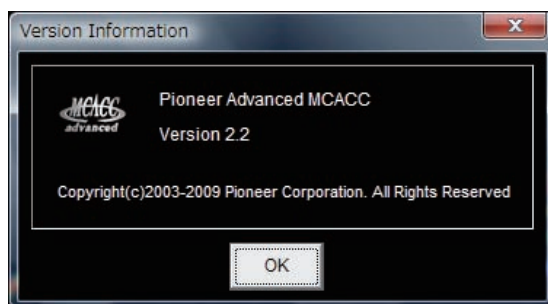 Version Information
MCACC
advanced
Pioneer Advanced MCACC
Version 2.2
Copyright(c)2003-2009 Pioneer Corporation. All Rights Reserved
OK